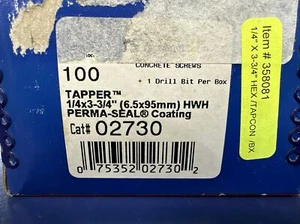 CONCRETE SCREWS
100
+ 1 Drill Bit Per Box
TAPPER™
1/4x3-3/4" (6.5x95mm) HWH
PERMA-SEAL® Coating
Cat# 02730
0 75352 02730 2
Item # 358081
1/4" X 3-3/4" HEX /TAPCON /BX